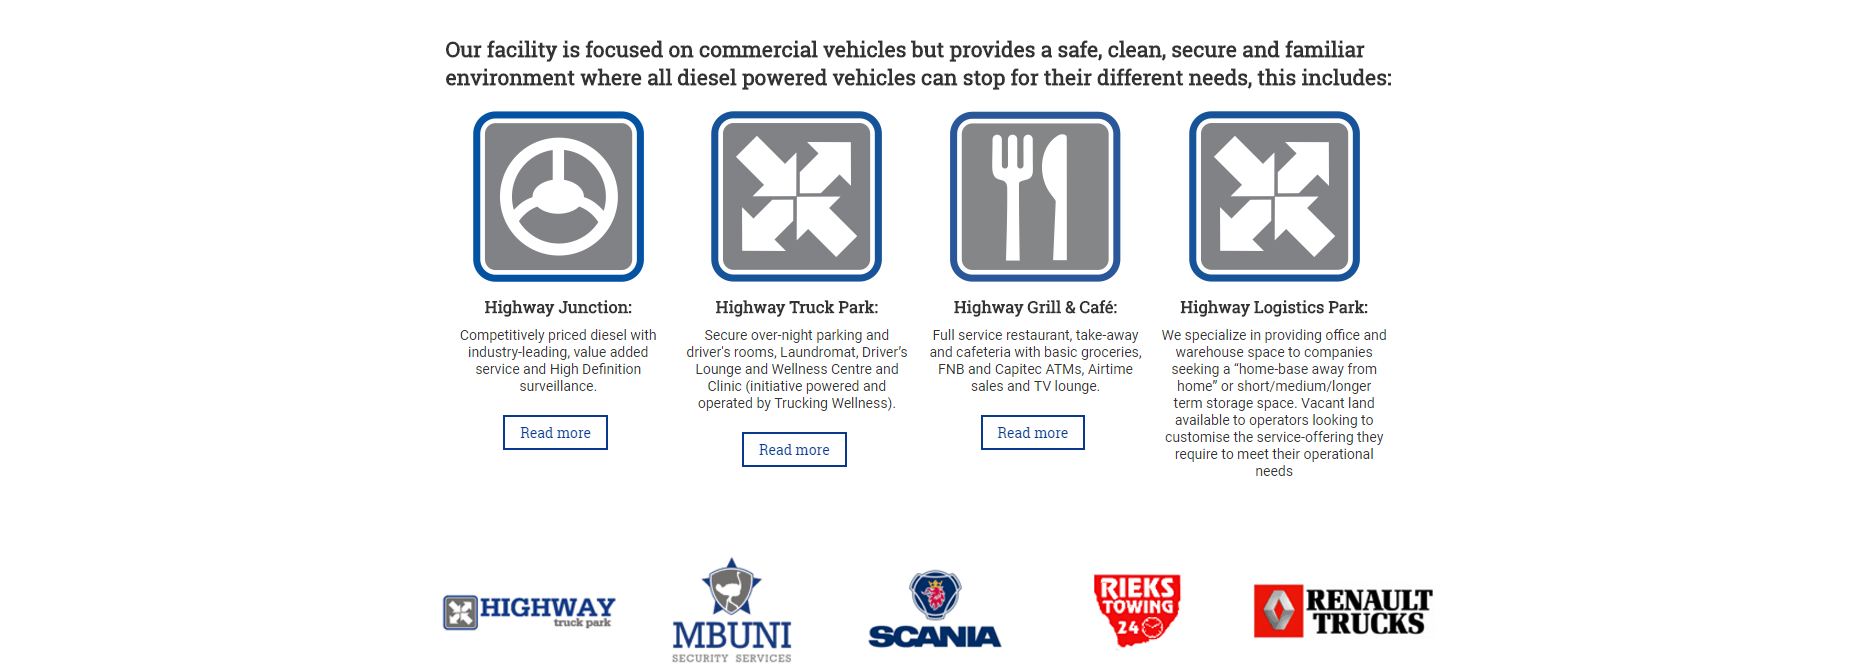 Our facility is focused on commercial vehicles but provides a safe, clean, secure and familiar
environment where all diesel powered vehicles can stop for their different needs, this includes:
Highway Junction:
Competitively priced diesel with
industry-leading, value added
service and High Definition
surveillance.
Read more
Highway Truck Park:
Secure over-night parking and
driver's rooms, Laundromat, Driver’s
Lounge and Wellness Centre and
Clinic (initiative powered and
operated by Trucking Wellness).
Read more
Highway Grill & Café:
Full service restaurant, take-away
and cafeteria with basic groceries,
FNB and Capitec ATMs, Airtime
sales and TV lounge.
Read more
Highway Logistics Park:
We specialize in providing office and
warehouse space to companies
seeking a “home-base away from
home” or short/medium/longer
term storage space. Vacant land
available to operators looking to
customise the service-offering they
require to meet their operational
needs
HIGHWAY
truck park
MBUNI
SECURITY SERVICES
SCANIA
RIEKS
TOWING
24
RENAULT
TRUCKS